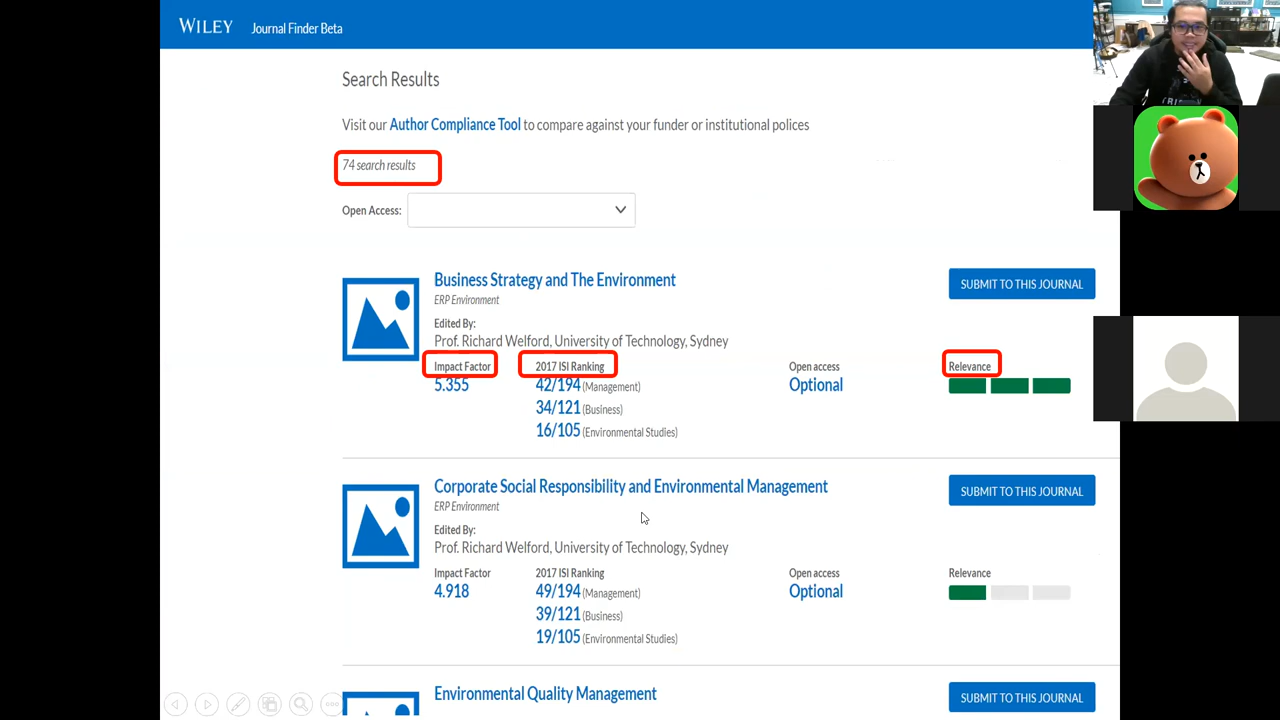 WILEY Journal Finder Beta
Search Results
Visit our Author Compliance Tool to compare against your funder or institutional polices
74 search results
Open Access:
Business Strategy and The Environment
SUBMIT TO THIS JOURNAL
ERP Environment
Edited By:
Prof. Richard Welford, University of Technology, Sydney
Impact Factor 2017 ISI Ranking Open access Relevance
5.355 42/194 (Management) Optional
34/121 (Business)
16/105 (Environmental Studies)
Corporate Social Responsibility and Environmental Management
SUBMIT TO THIS JOURNAL
ERP Environment
Edited By:
Prof. Richard Welford, University of Technology, Sydney
Impact Factor 2017 ISI Ranking Open access Relevance
4.918 49/194 (Management) Optional
39/121 (Business)
19/105 (Environmental Studies)
Environmental Quality Management
SUBMIT TO THIS JOURNAL